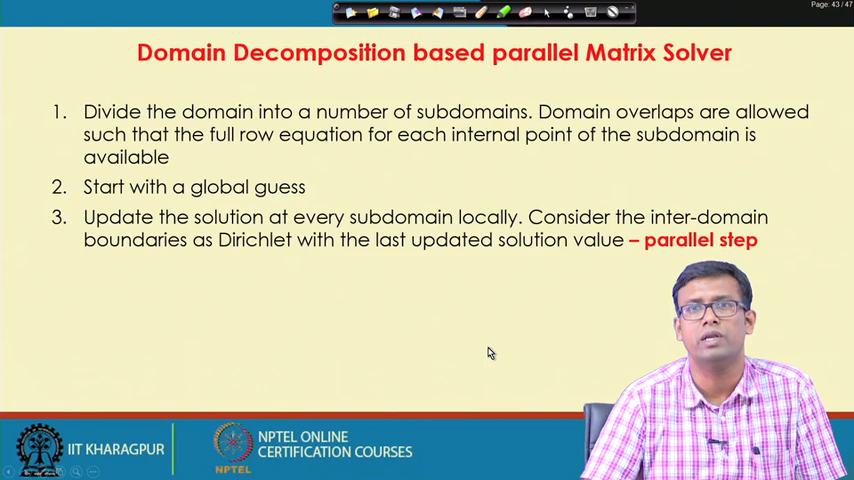 Page: 43 / 47
Domain Decomposition based parallel Matrix Solver
1. Divide the domain into a number of subdomains. Domain overlaps are allowed
such that the full row equation for each internal point of the subdomain is
available
2. Start with a global guess
3. Update the solution at every subdomain locally. Consider the inter-domain
boundaries as Dirichlet with the last updated solution value – parallel step
IIT KHARAGPUR
NPTEL
NPTEL ONLINE
CERTIFICATION COURSES